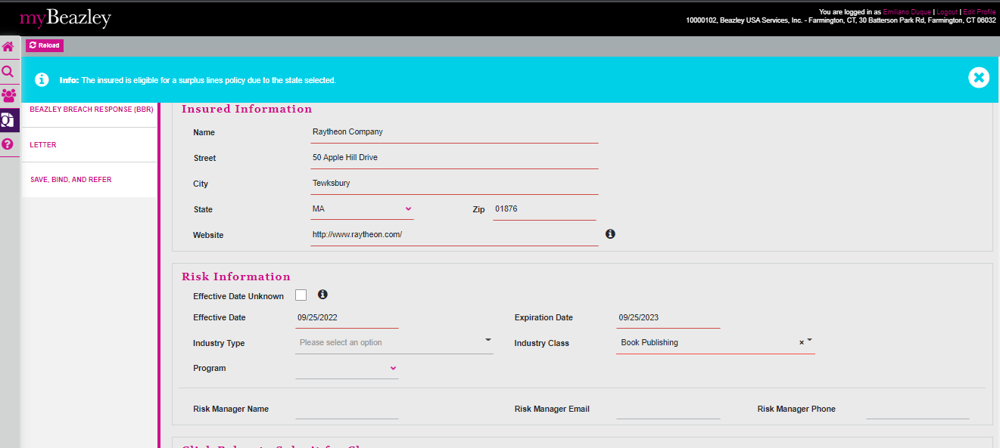 myBeazley
You are logged in as Emiliano Duque | Logout | Edit Profile
10000102, Beazley USA Services, Inc. - Farmington, CT, 30 Batterson Park Rd, Farmington, CT 06032
Reload
Info: The insured is eligible for a surplus lines policy due to the state selected.
BEAZLEY BREACH RESPONSE (BBR)
LETTER
SAVE, BIND, AND REFER
Insured Information
Name Raytheon Company
Street 50 Apple Hill Drive
City Tewksbury
State MA Zip 01876
Website http://www.raytheon.com/
Risk Information
Effective Date Unknown
Effective Date 09/25/2022 Expiration Date 09/25/2023
Industry Type Please select an option Industry Class Book Publishing
Program
Risk Manager Name Risk Manager Email Risk Manager Phone